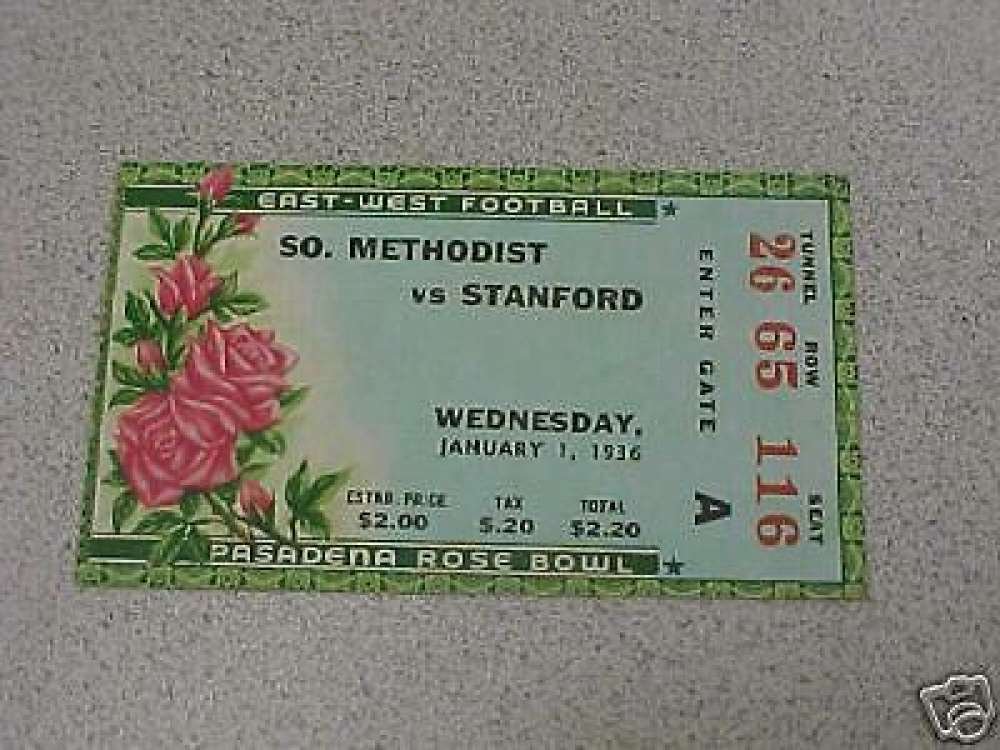 EAST-WEST FOOTBALL
SO. METHODIST
vs STANFORD
WEDNESDAY,
JANUARY 1, 1936
ESTAB. PRICE TAX TOTAL
$2.00 $.20 $2.20
PASADENA ROSE BOWL
ENTER GATE A
TUNNEL ROW SEAT
26 65 116